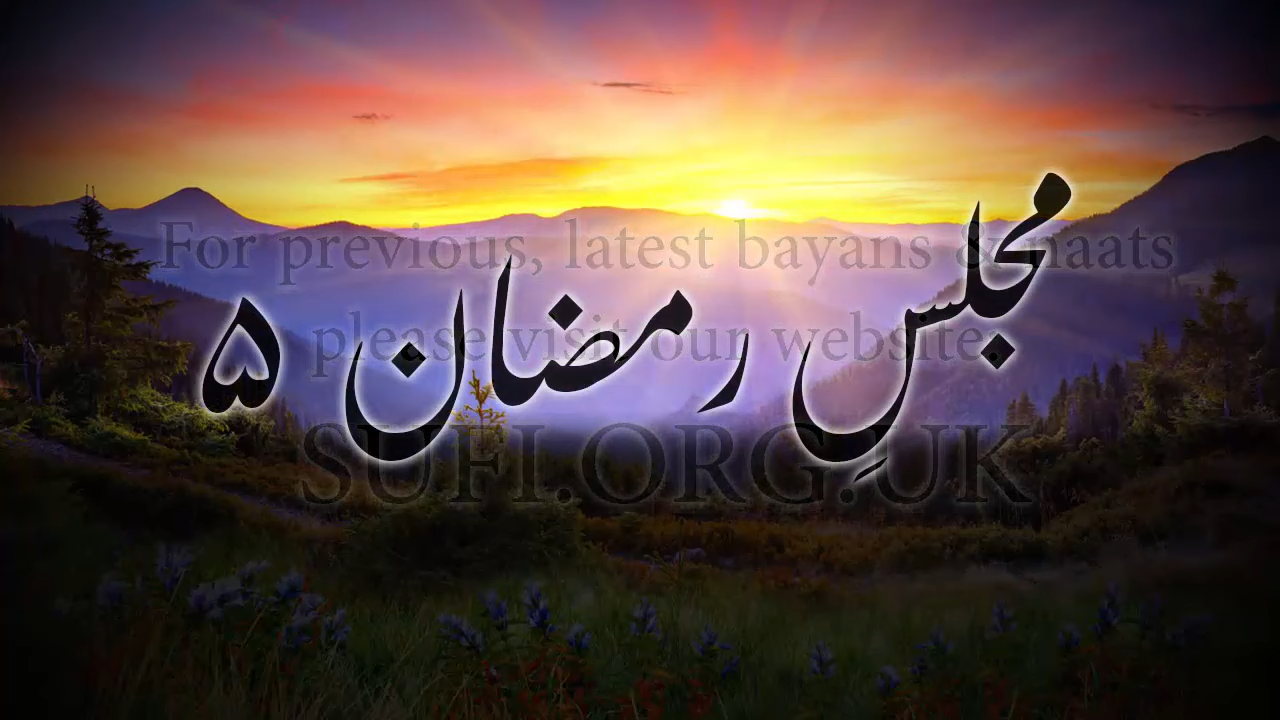 For previous, latest bayans & naats
مجلسِ رمضان ۵
please visit our website
SUFI.ORG.UK